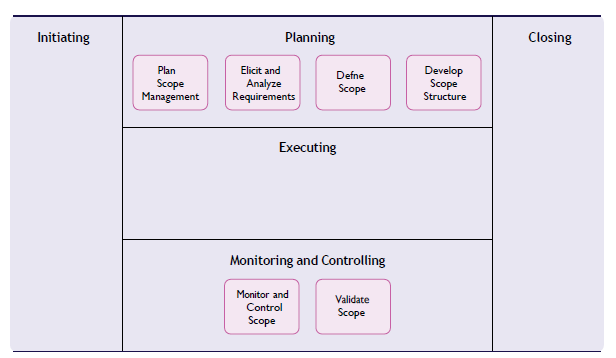 Initiating
Planning
Closing
Plan
Scope
Management
Elicit and
Analyze
Requirements
Defne
Scope
Develop
Scope
Structure
Executing
Monitoring and Controlling
Monitor and
Control
Scope
Validate
Scope